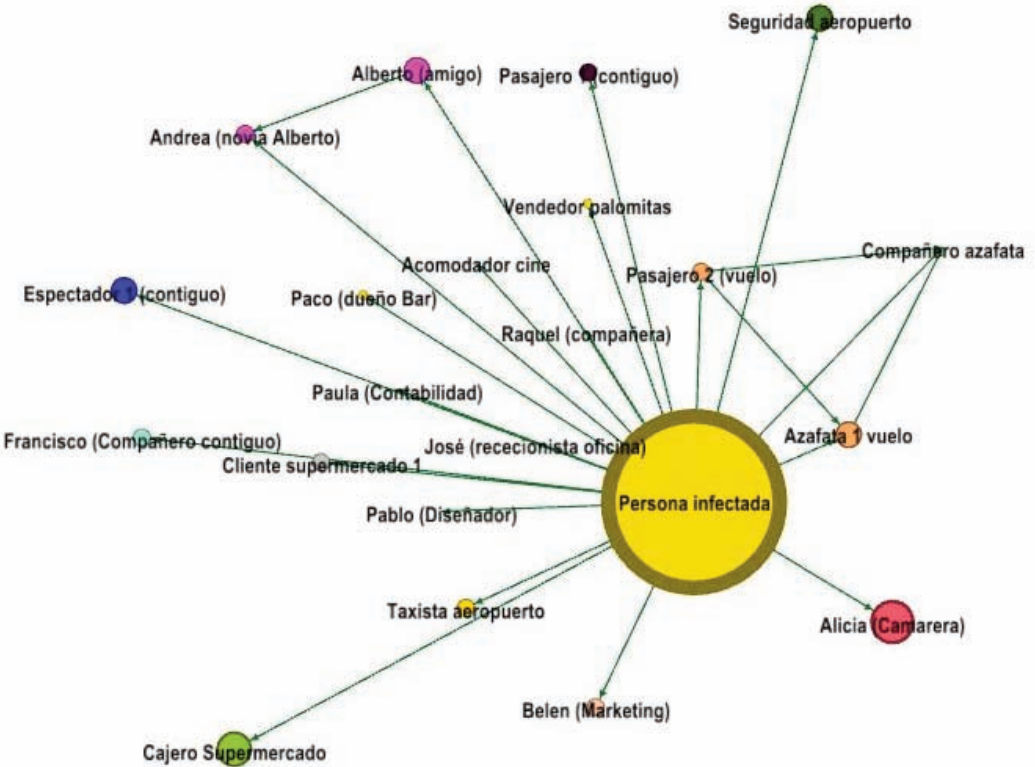 Seguridad aeropuerto
Alberto (amigo)
Pasajero 1 (contiguo)
Andrea (novia Alberto)
Vendedor palomitas
Compañero azafata
Acomodador cine
Pasajero 2 (vuelo)
Espectador 1 (contiguo)
Paco (dueño Bar)
Raquel (compañera)
Paula (Contabilidad)
Francisco (Compañero contiguo)
José (rececionista oficina)
Azafata 1 vuelo
Cliente supermercado 1
Persona infectada
Pablo (Diseñador)
Taxista aeropuerto
Alicia (Camarera)
Belen (Marketing)
Cajero Supermercado